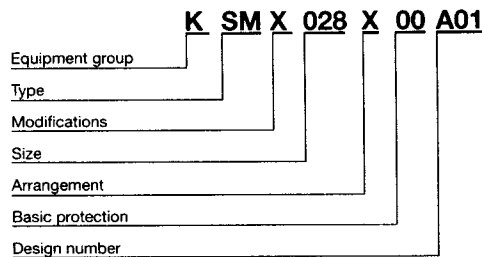 K SM X 028 X 00 A01
Equipment group
Type
Modifications
Size
Arrangement
Basic protection
Design number